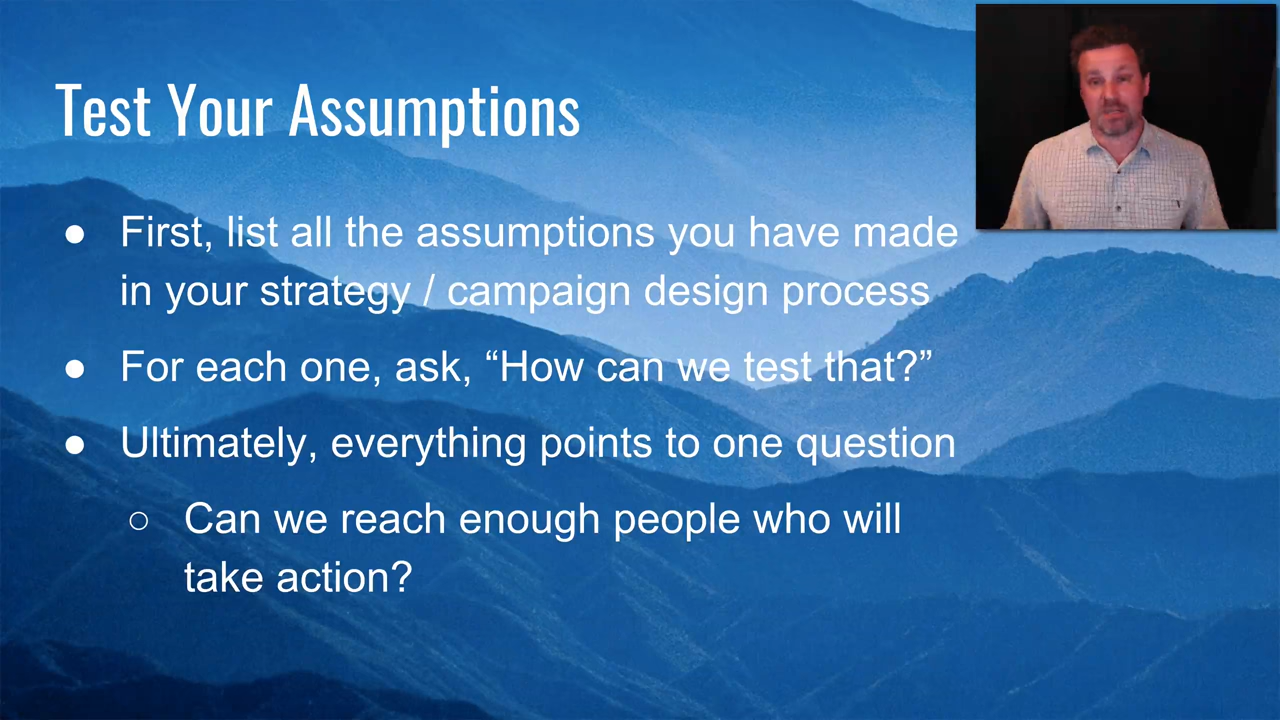 Test Your Assumptions
● First, list all the assumptions you have made
in your strategy / campaign design process
● For each one, ask, “How can we test that?”
● Ultimately, everything points to one question
○ Can we reach enough people who will
take action?